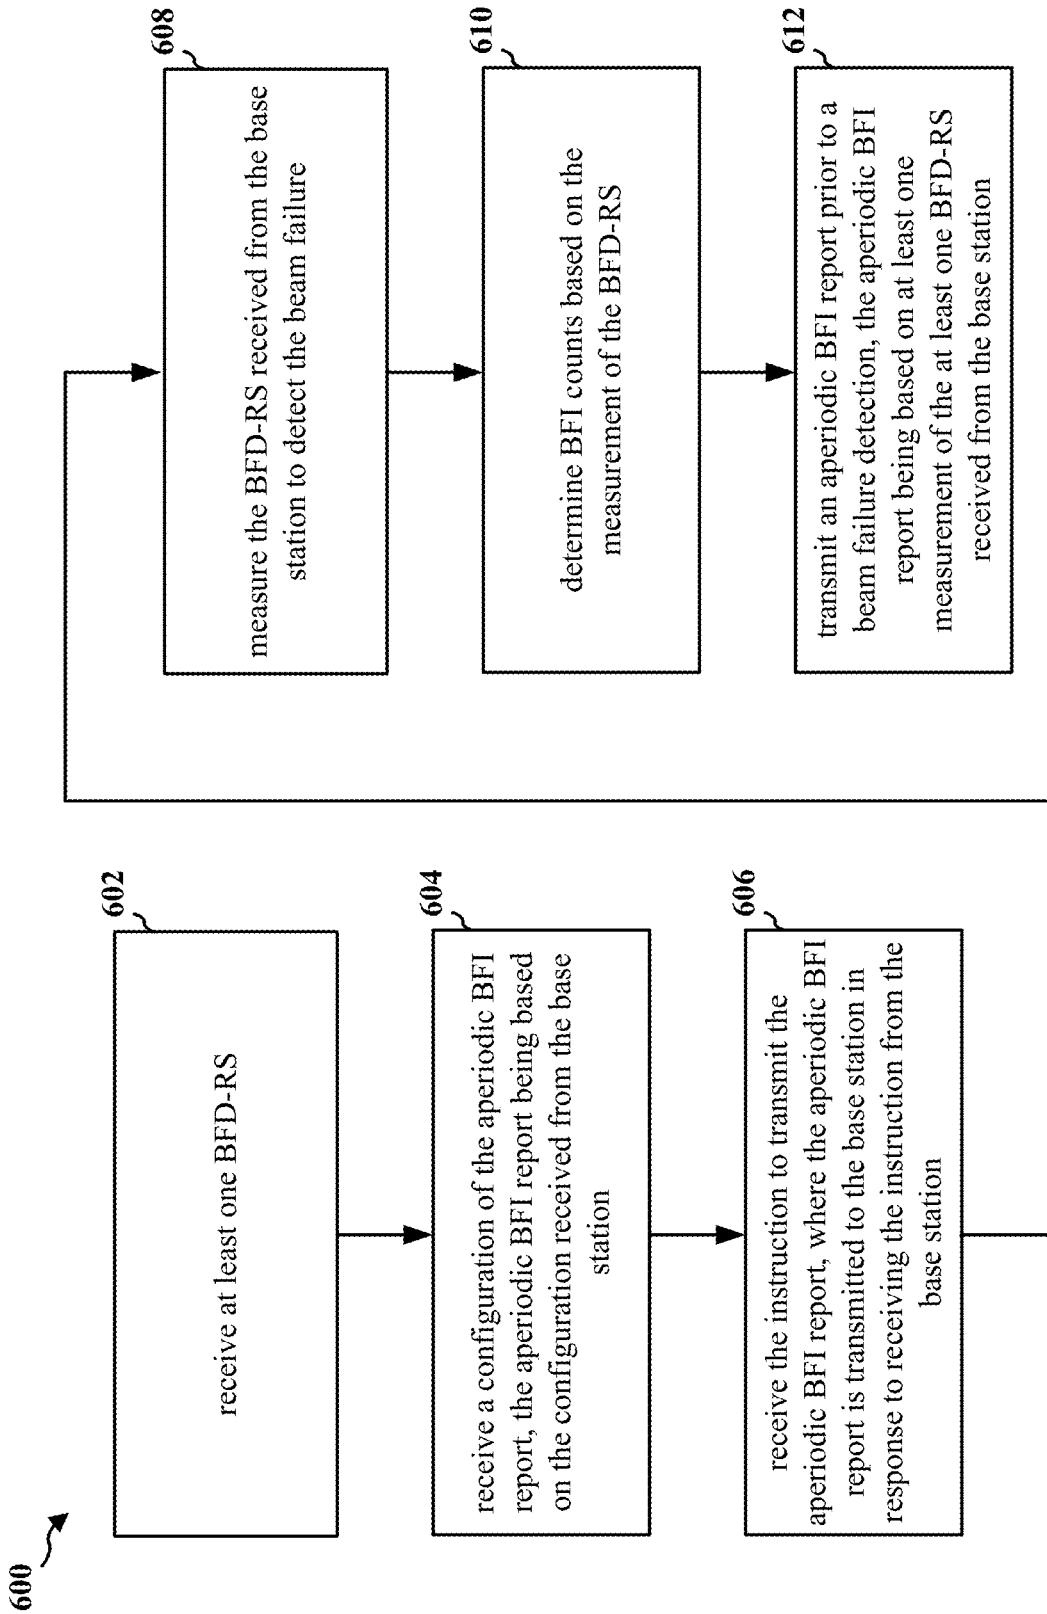 600
602
receive at least one BFD-RS
604
receive a configuration of the aperiodic BFI
report, the aperiodic BFI report being based
on the configuration received from the base
station
606
receive the instruction to transmit the
aperiodic BFI report, where the aperiodic BFI
report is transmitted to the base station in
response to receiving the instruction from the
base station
608
measure the BFD-RS received from the base
station to detect the beam failure
610
determine BFI counts based on the
measurement of the BFD-RS
612
transmit an aperiodic BFI report prior to a
beam failure detection, the aperiodic BFI
report being based on at least one
measurement of the at least one BFD-RS
received from the base station